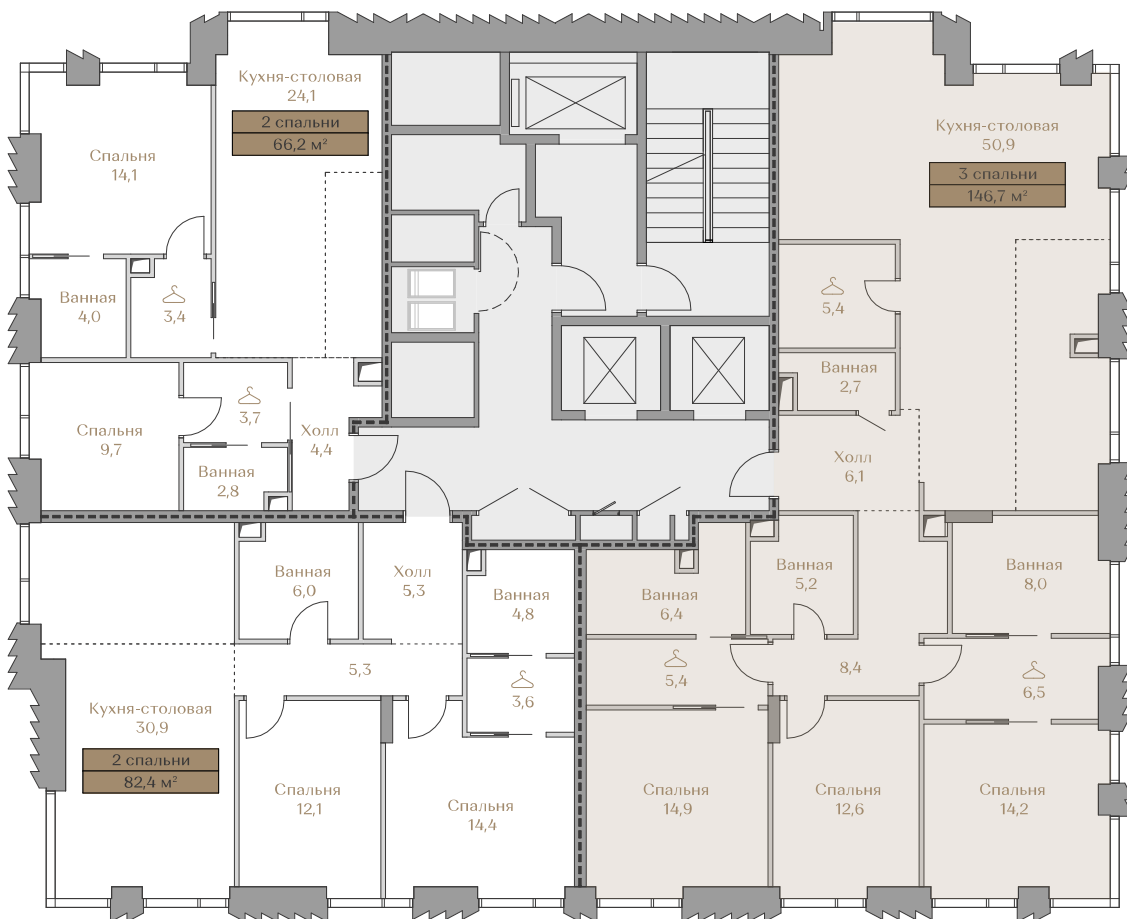 Кухня-столовая
24,1
2 спальни
66,2 м²
Спальня
14,1
Ванная
4,0
3,4
Спальня
9,7
3,7
Ванная
2,8
Холл
4,4
Кухня-столовая
50,9
3 спальни
146,7 м²
5,4
Ванная
2,7
Холл
6,1
Ванная
6,0
Холл
5,3
Ванная
4,8
5,3
3,6
Кухня-столовая
30,9
2 спальни
82,4 м²
Спальня
12,1
Спальня
14,4
Ванная
6,4
Ванная
5,2
Ванная
8,0
5,4
8,4
6,5
Спальня
14,9
Спальня
12,6
Спальня
14,2